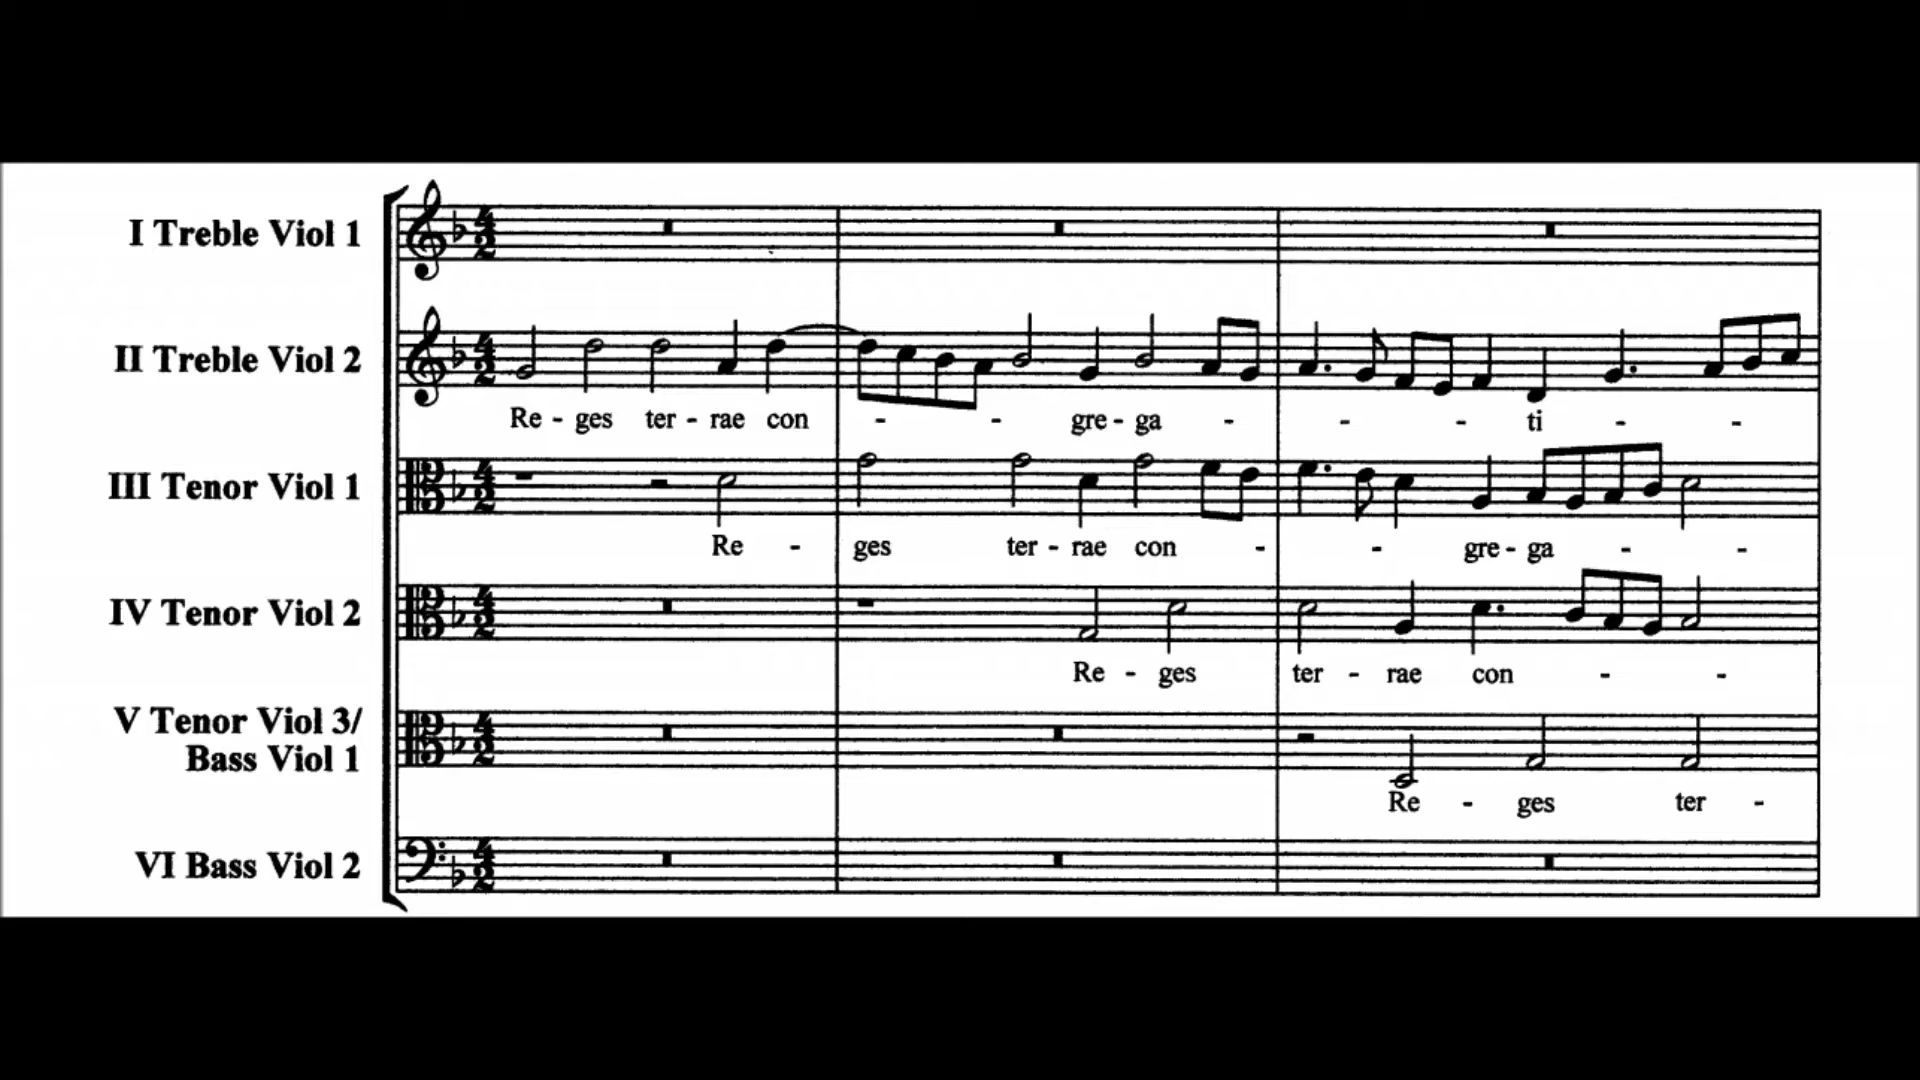 I Treble Viol 1
II Treble Viol 2
Re - ges ter - rae con - - gre - ga - - - ti - -
III Tenor Viol 1
Re - ges ter - rae con - - gre - ga - -
IV Tenor Viol 2
Re - ges ter - rae con - -
V Tenor Viol 3/
Bass Viol 1
Re - ges ter -
VI Bass Viol 2